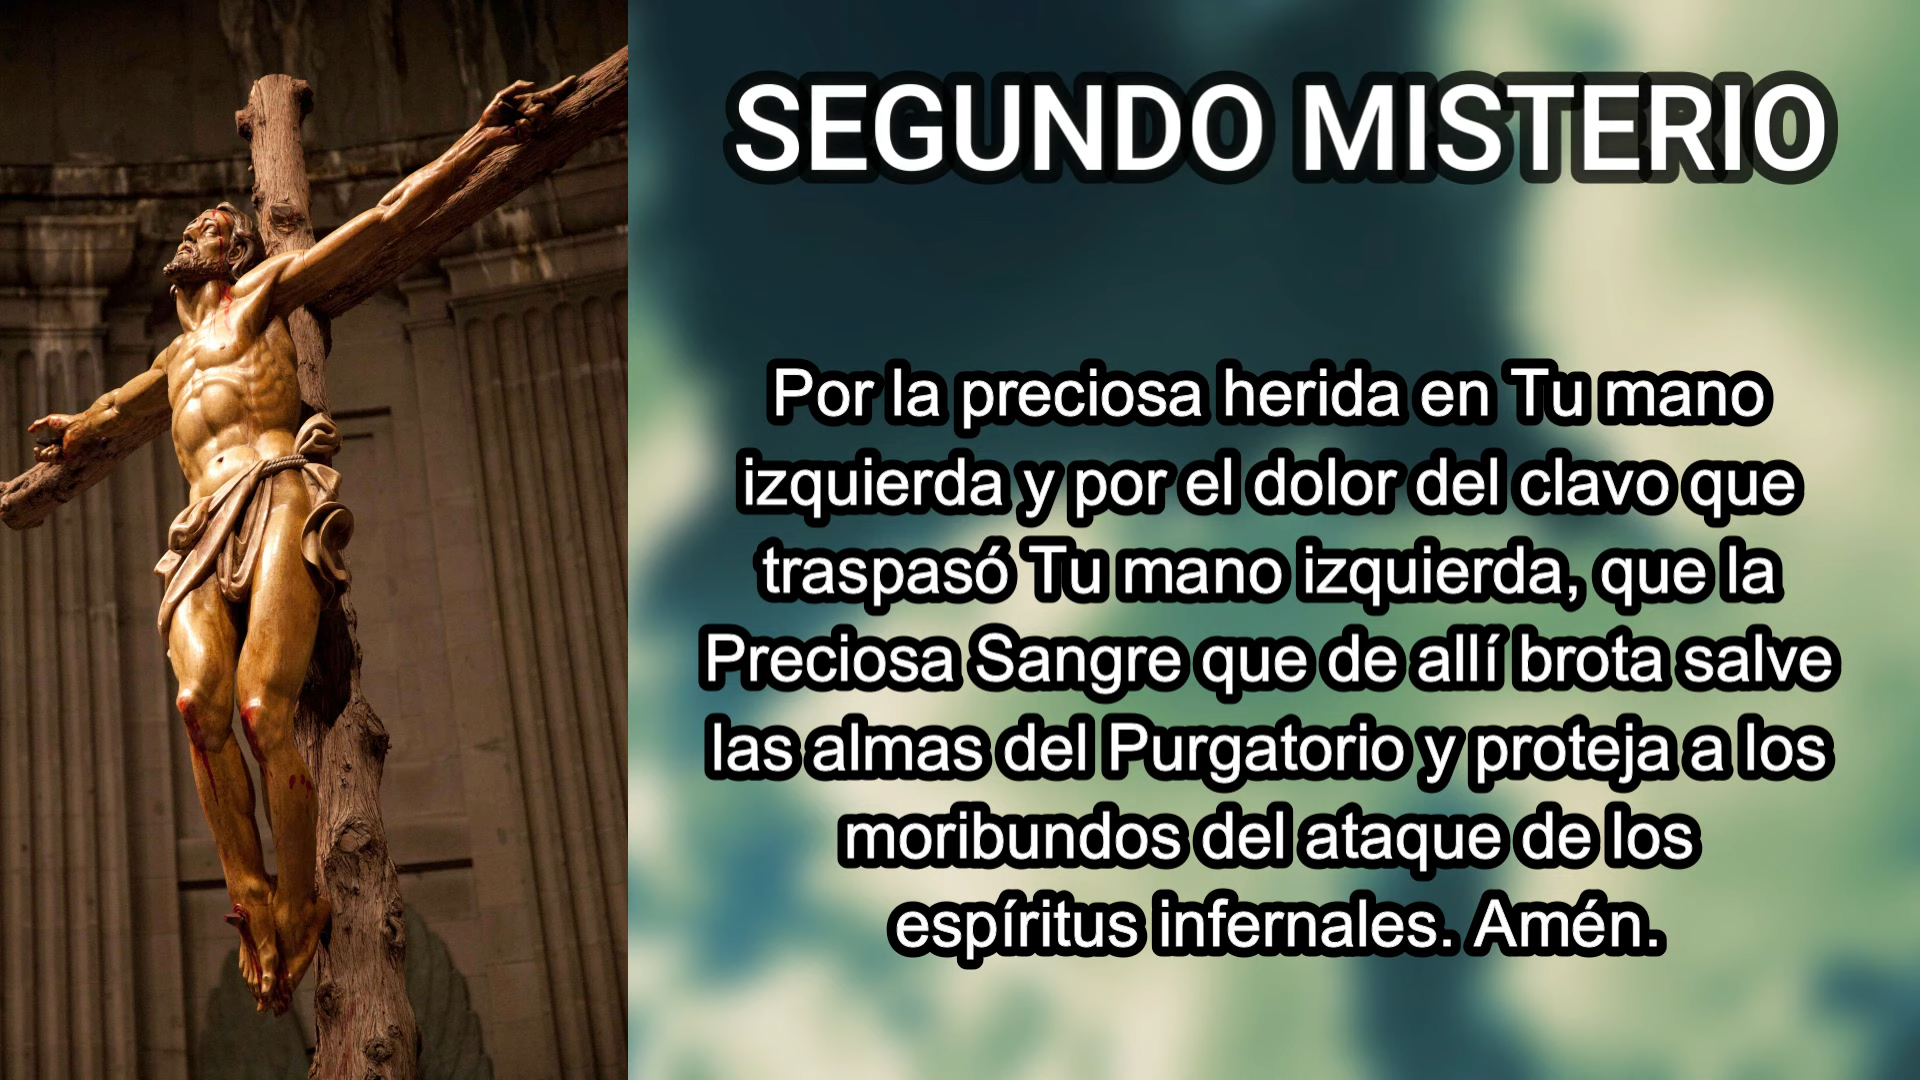 SEGUNDO MISTERIO
Por la preciosa herida en Tu mano
izquierda y por el dolor del clavo que
traspasó Tu mano izquierda, que la
Preciosa Sangre que de allí brota salve
las almas del Purgatorio y proteja a los
moribundos del ataque de los
espíritus infernales. Amén.